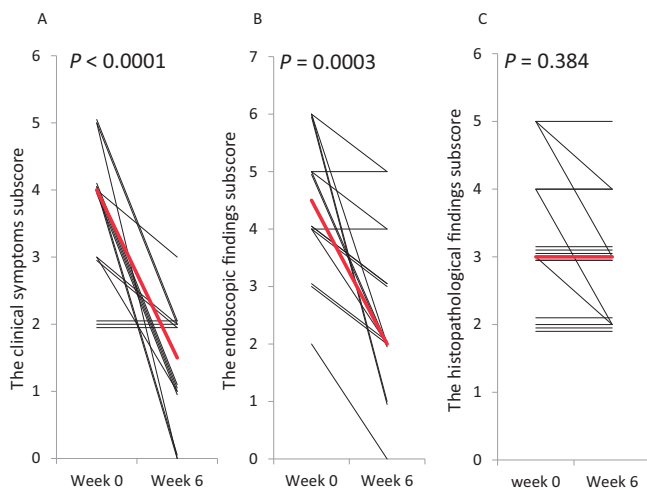 A
B
C
P < 0.0001
P = 0.0003
P = 0.384
The clinical symptoms subscore
6
5
4
3
2
1
0
Week 0
Week 6
The endoscopic findings subscore
7
6
5
4
3
2
1
0
Week 0
Week 6
The histopathological findings subscore
6
5
4
3
2
1
0
week 0
Week 6